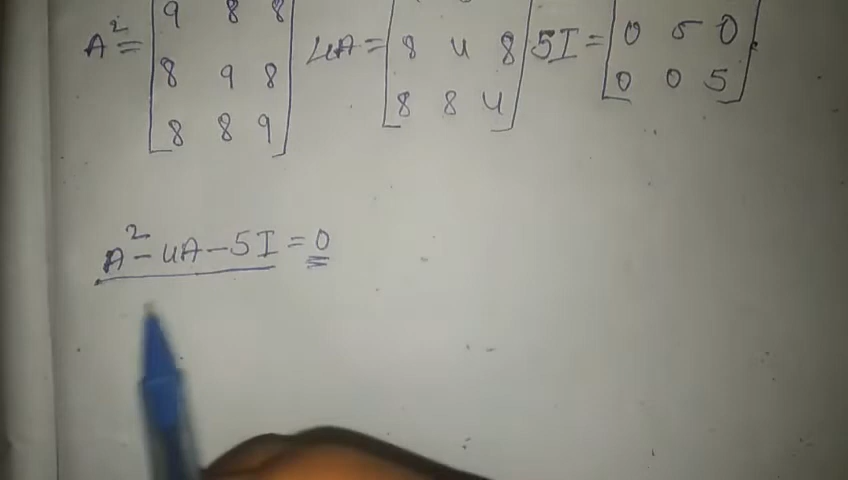 A² = [9 8 8 4A = [ 5I = [
8 9 8 8 4 8 0 5 0
8 8 9] 8 8 4] 0 0 5]
A² - 4A - 5I = 0